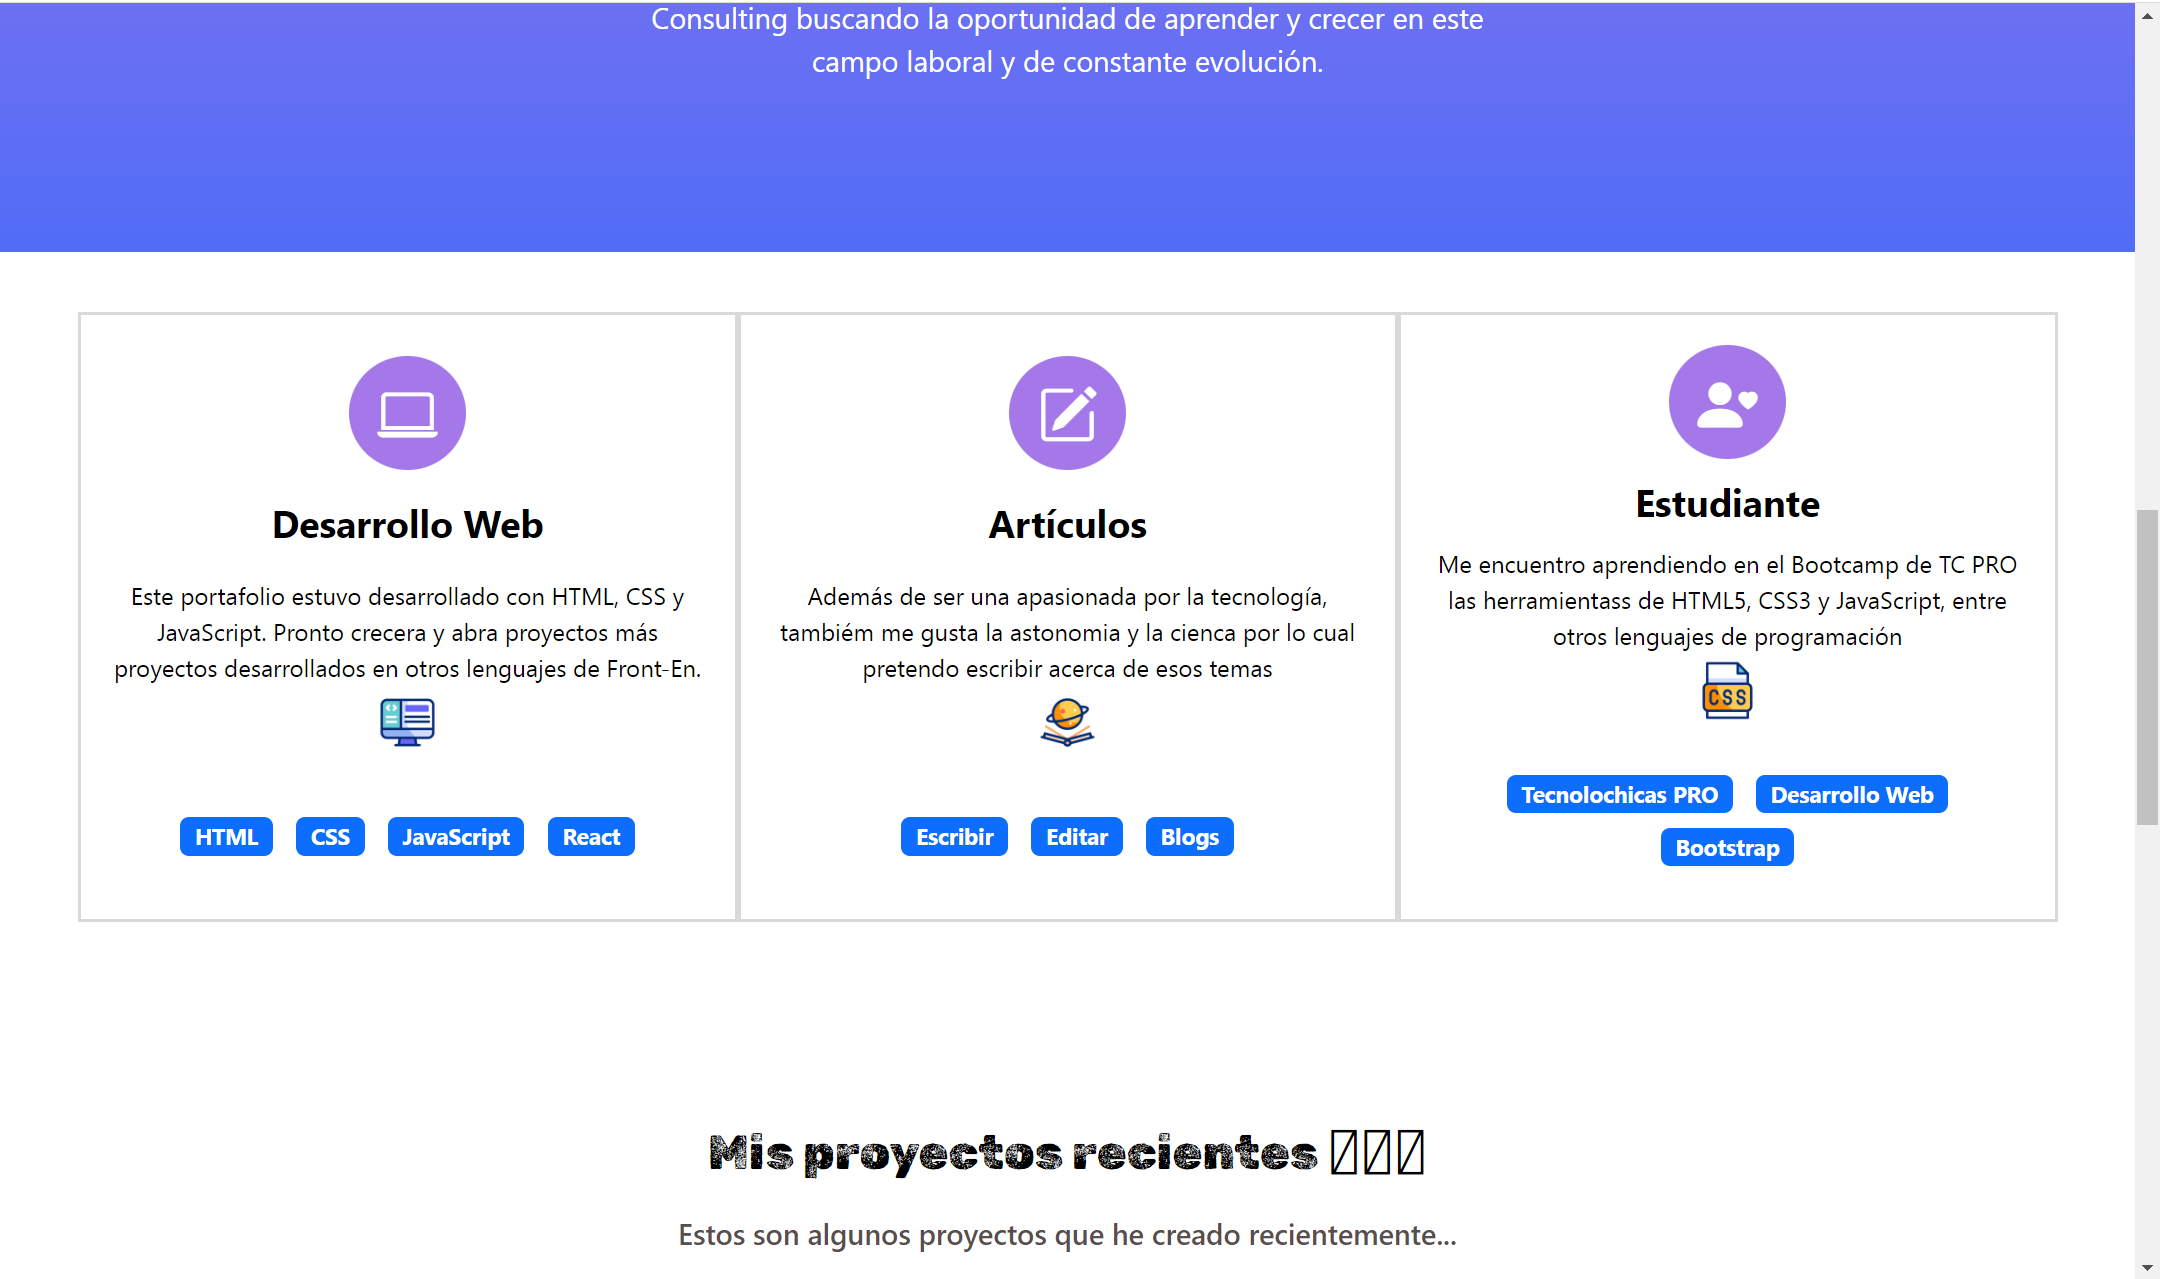 Consulting buscando la oportunidad de aprender y crecer en este
campo laboral y de constante evolución.
Desarrollo Web
Este portafolio estuvo desarrollado con HTML, CSS y
JavaScript. Pronto crecera y abra proyectos más
proyectos desarrollados en otros lenguajes de Front-En.
HTML CSS JavaScript React
Artículos
Además de ser una apasionada por la tecnología,
tambiém me gusta la astonomia y la cienca por lo cual
pretendo escribir acerca de esos temas
Escribir Editar Blogs
Estudiante
Me encuentro aprendiendo en el Bootcamp de TC PRO
las herramientass de HTML5, CSS3 y JavaScript, entre
otros lenguajes de programación
CSS
Tecnolochicas PRO Desarrollo Web
Bootstrap
Mis proyectos recientes
Estos son algunos proyectos que he creado recientemente...